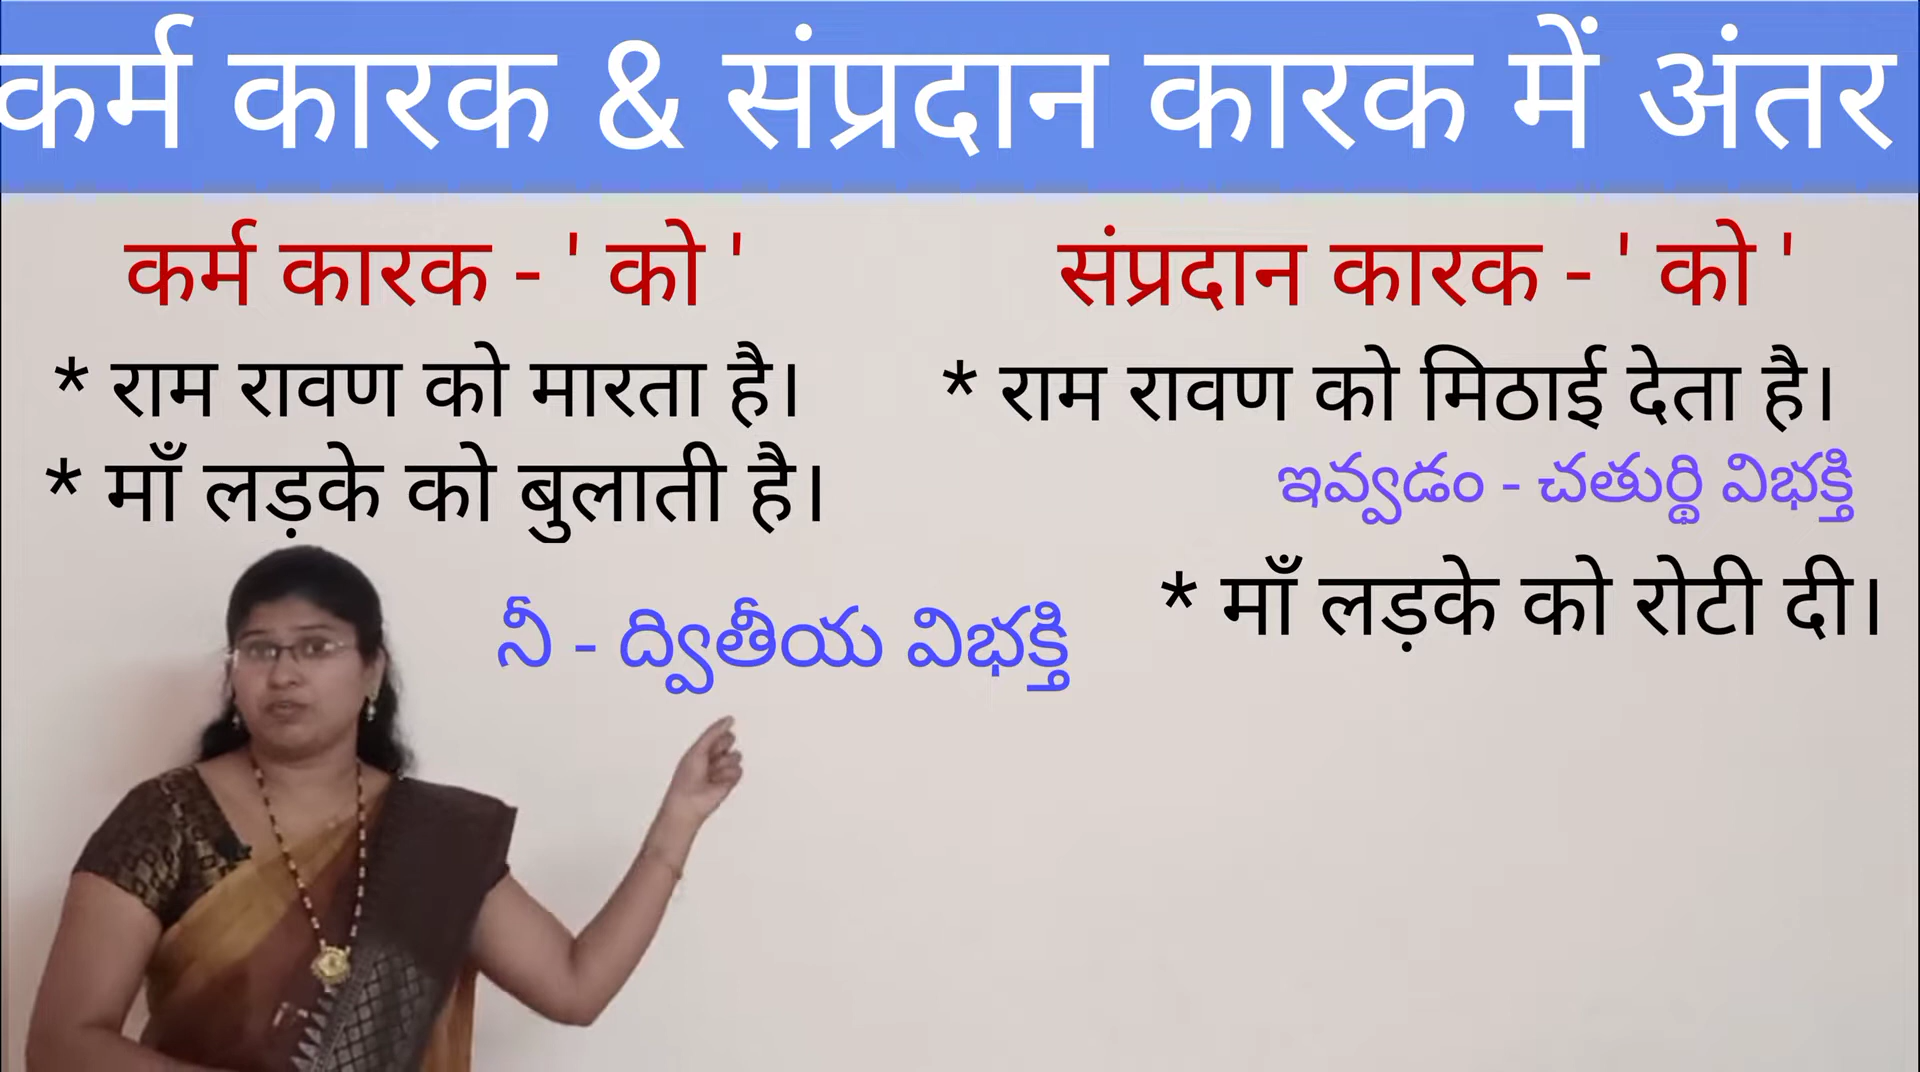 कर्म कारक & संप्रदान कारक में अंतर
कर्म कारक - ' को '
* राम रावण को मारता है।
* माँ लड़के को बुलाती है।
నీ - ద్వితీయ విభక్తి
संप्रदान कारक - ' को '
* राम रावण को मिठाई देता है।
ఇవ్వడం - చతుర్థి విభక్తి
* माँ लड़के को रोटी दी।